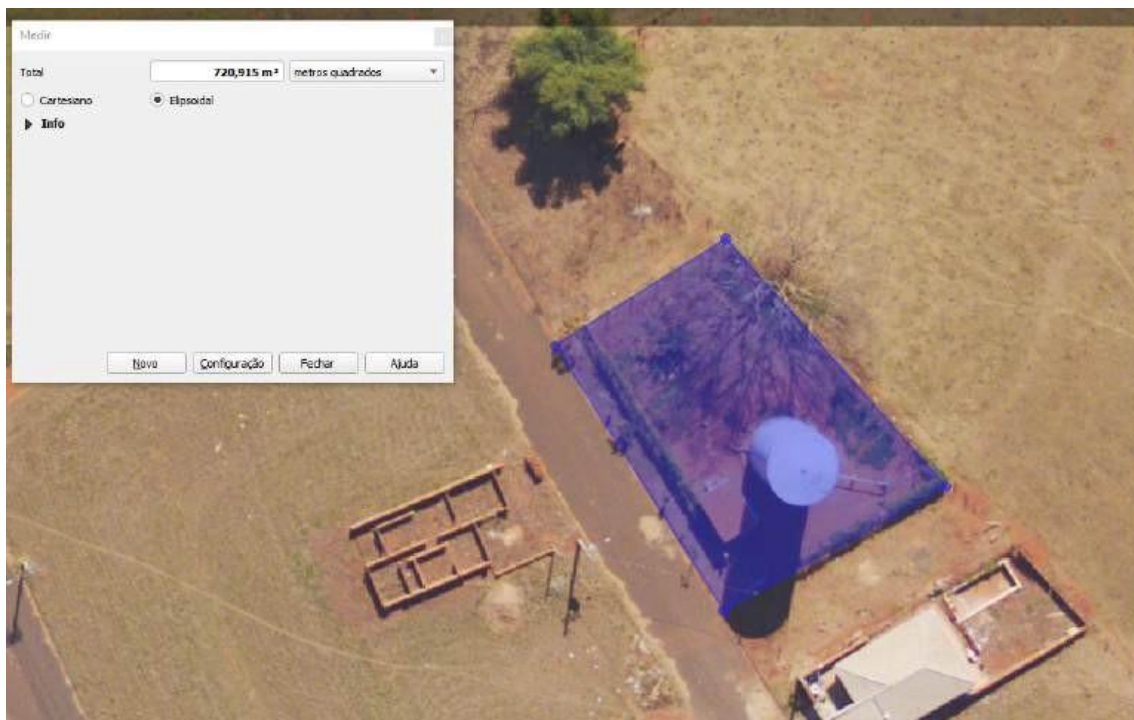 Medir
Total 720,915 m² metros quadrados
Cartesiano Elipsoidal
Info
Novo Configuração Fechar Ajuda